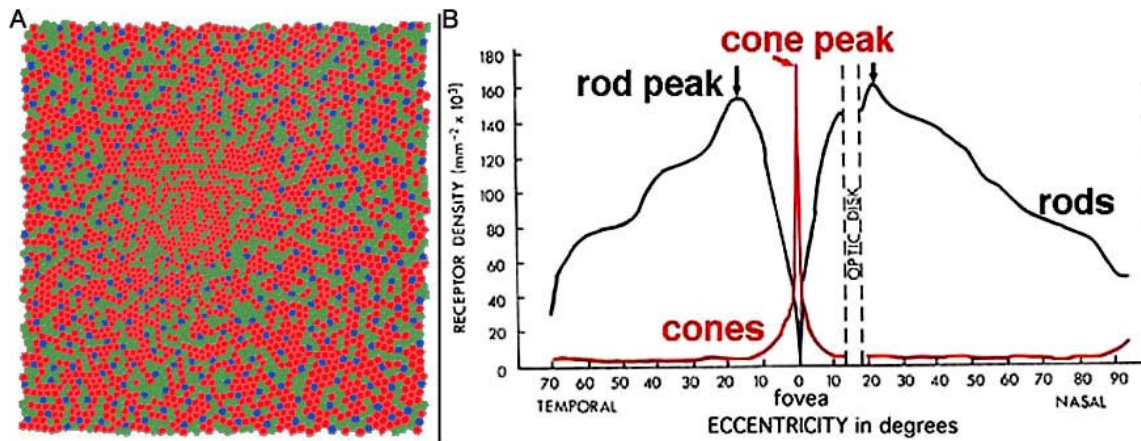 A
B
cone peak
rod peak
rods
cones
OPTIC DISK
RECEPTOR DENSITY (mm⁻² x 10³)
180
160
140
120
100
80
60
40
20
0
70 60 50 40 30 20 10 0 10 20 30 40 50 60 70 80 90
fovea
TEMPORAL
NASAL
ECCENTRICITY in degrees